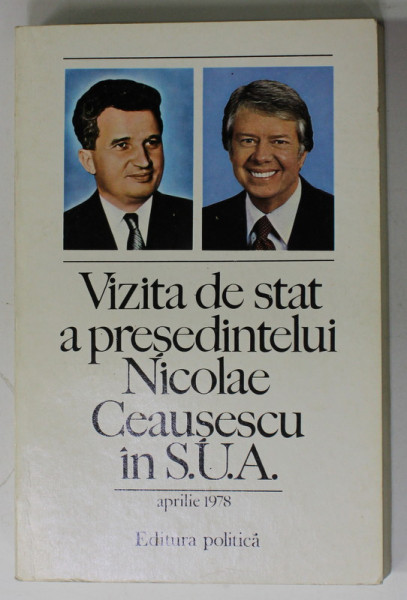 Vizita de stat
a președintelui
Nicolae
Ceaușescu
în S.U.A.
aprilie 1978
Editura politică